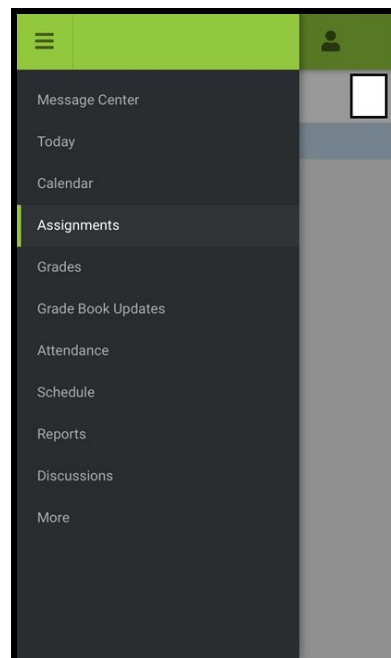 Message Center
Today
Calendar
Assignments
Grades
Grade Book Updates
Attendance
Schedule
Reports
Discussions
More